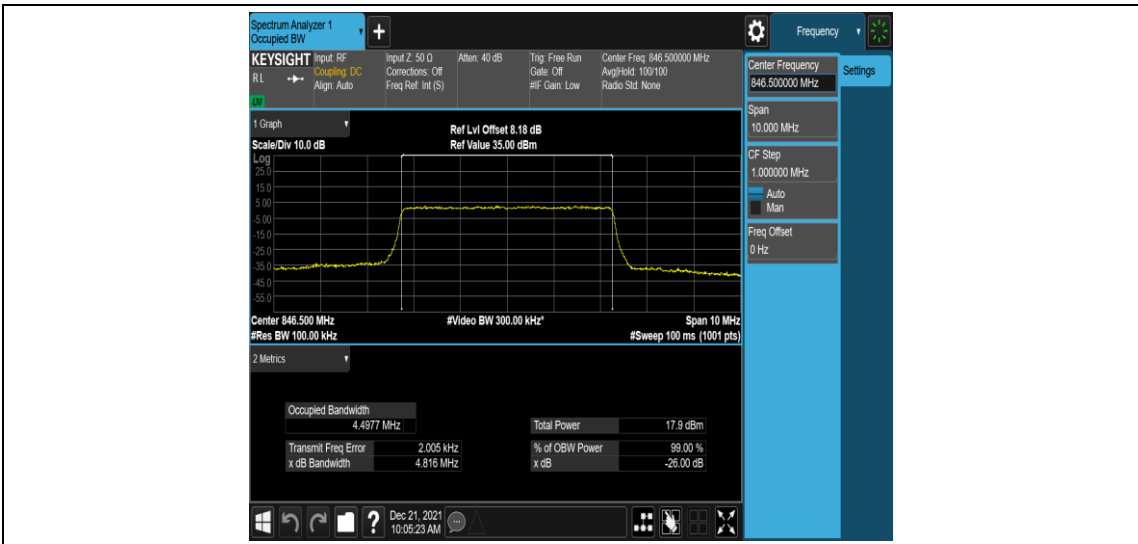 Spectrum Analyzer 1
Occupied BW
+
Frequency
KEYSIGHT
RL
LXI
Input: RF
Coupling: DC
Align: Auto
Input Z: 50 Ω
Corrections: Off
Freq Ref: Int (S)
Atten: 40 dB
Trig: Free Run
Gate: Off
#IF Gain: Low
Center Freq: 846.500000 MHz
Avg|Hold: 100/100
Radio Std: None
Center Frequency
846.500000 MHz
Settings
Span
10.000 MHz
CF Step
1.000000 MHz
Auto
Man
Freq Offset
0 Hz
1 Graph
Scale/Div 10.0 dB
Ref Lvl Offset 8.18 dB
Ref Value 35.00 dBm
Log
25.0
15.0
5.00
-5.00
-15.0
-25.0
-35.0
-45.0
-55.0
Center 846.500 MHz
#Video BW 300.00 kHz*
Span 10 MHz
#Res BW 100.00 kHz
#Sweep 100 ms (1001 pts)
2 Metrics
Occupied Bandwidth
4.4977 MHz
Total Power 17.9 dBm
Transmit Freq Error 2.005 kHz
% of OBW Power 99.00 %
x dB Bandwidth 4.816 MHz
x dB -26.00 dB
?
Dec 21, 2021
10:05:23 AM